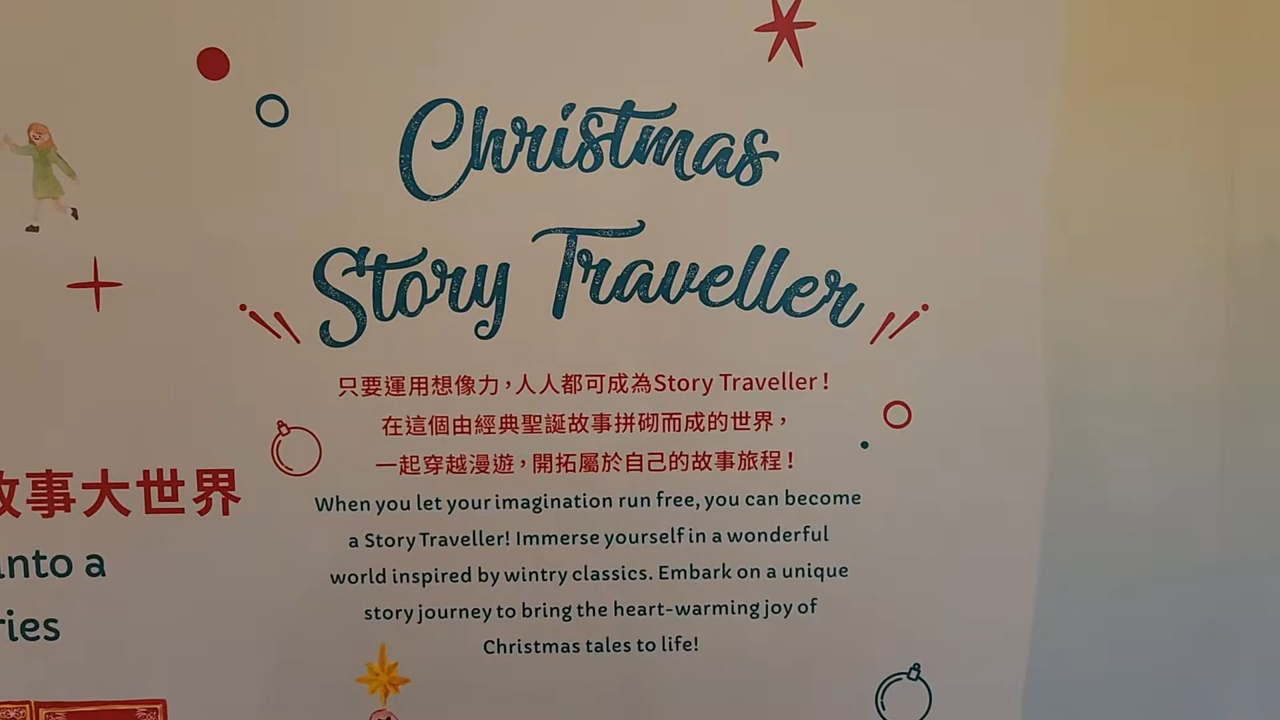 Christmas
Story Traveller
只要運用想像力，人人都可成為Story Traveller！
在這個由經典聖誕故事拼砌而成的世界，
一起穿越漫遊，開拓屬於自己的故事旅程！
When you let your imagination run free, you can become
a Story Traveller! Immerse yourself in a wonderful
world inspired by wintry classics. Embark on a unique
story journey to bring the heart-warming joy of
Christmas tales to life!
故事大世界
into a
ries